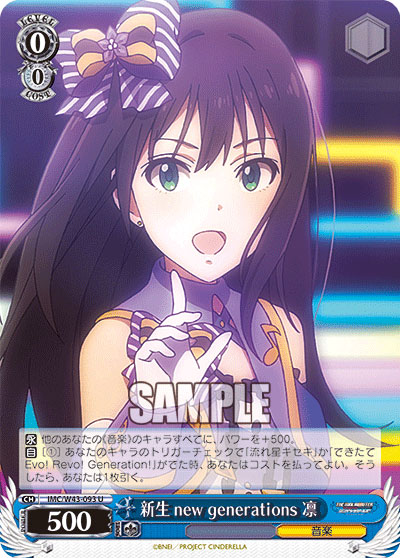 LEVEL
0
0
COST
SAMPLE
永 他のあなたの《音楽》のキャラすべてに、パワーを+500。
自 [①] あなたのキャラのトリガーチェックで「流れ星キセキ」か「できたて
Evo! Revo! Generation!」がでた時、あなたはコストを払ってよい。そう
したら、あなたは1枚引く。
CH IMC/W43-093 U
POWER
500
新生 new generations 凛
THE IDOLM@STER
CINDERELLA GIRLS
音楽
©BNEI／PROJECT CINDERELLA